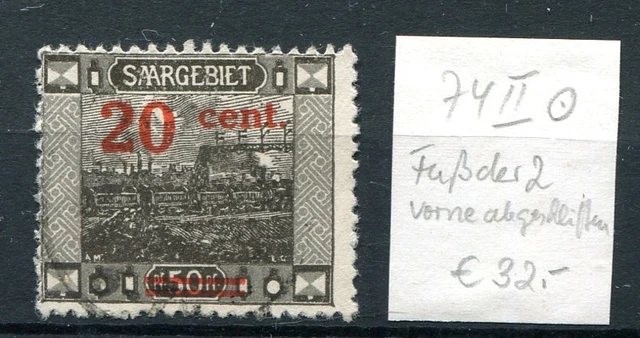 SAARGEBIET
20 cent.
50
A.M.
E.C.
74 II ⊙
Fuß der 2
vorne abgeschliffen
€ 32.-